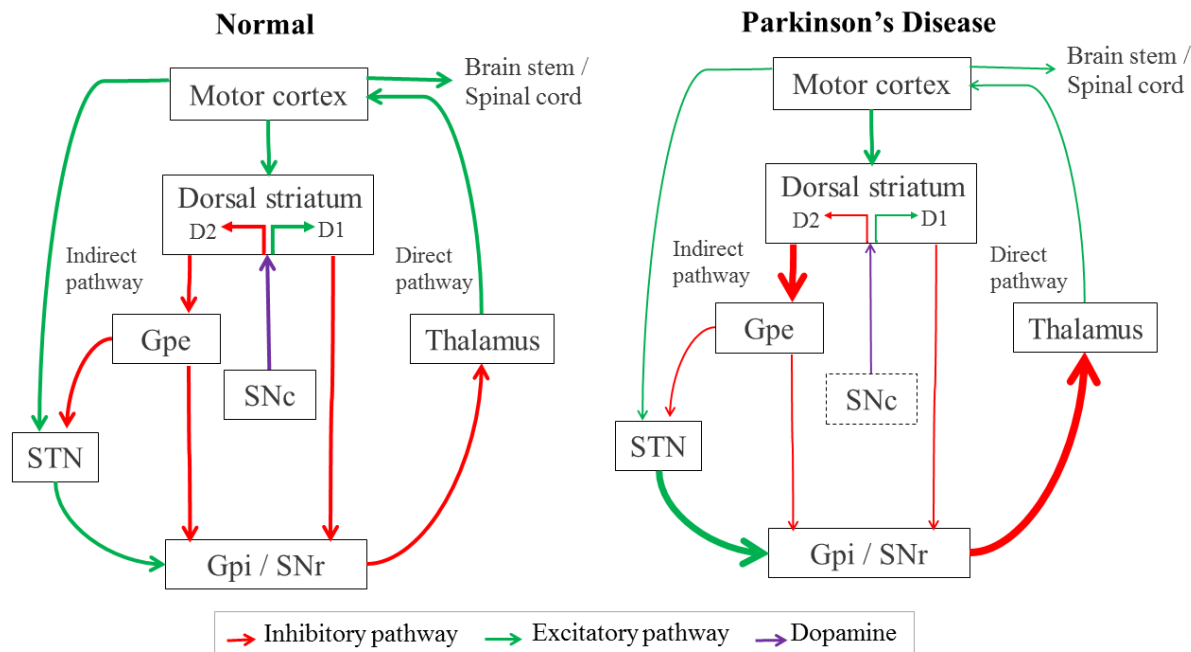 Normal
Brain stem /
Spinal cord
Motor cortex
Dorsal striatum
D2
D1
Indirect
pathway
Direct
pathway
Gpe
Thalamus
SNc
STN
Gpi / SNr
Parkinson's Disease
Brain stem /
Spinal cord
Motor cortex
Dorsal striatum
D2
D1
Indirect
pathway
Direct
pathway
Gpe
Thalamus
SNc
STN
Gpi / SNr
Inhibitory pathway
Excitatory pathway
Dopamine